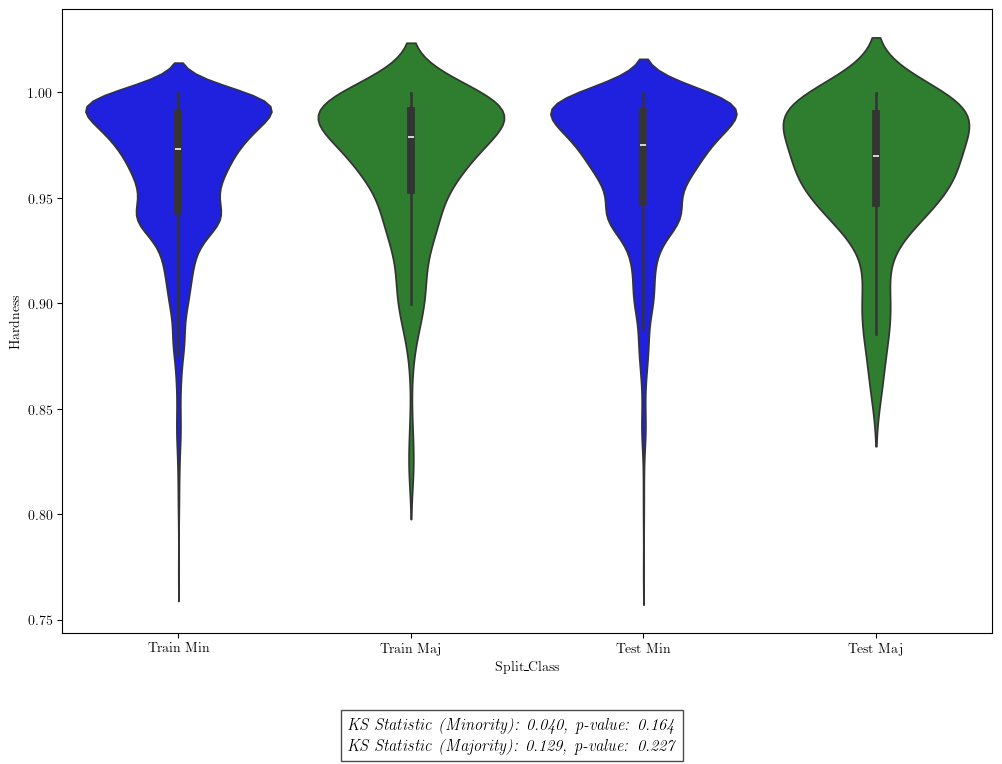 1.00
0.95
0.90
0.85
0.80
0.75
Hardness
Train Min
Train Maj
Test Min
Test Maj
Split_Class
KS Statistic (Minority): 0.040, p-value: 0.164
KS Statistic (Majority): 0.129, p-value: 0.227